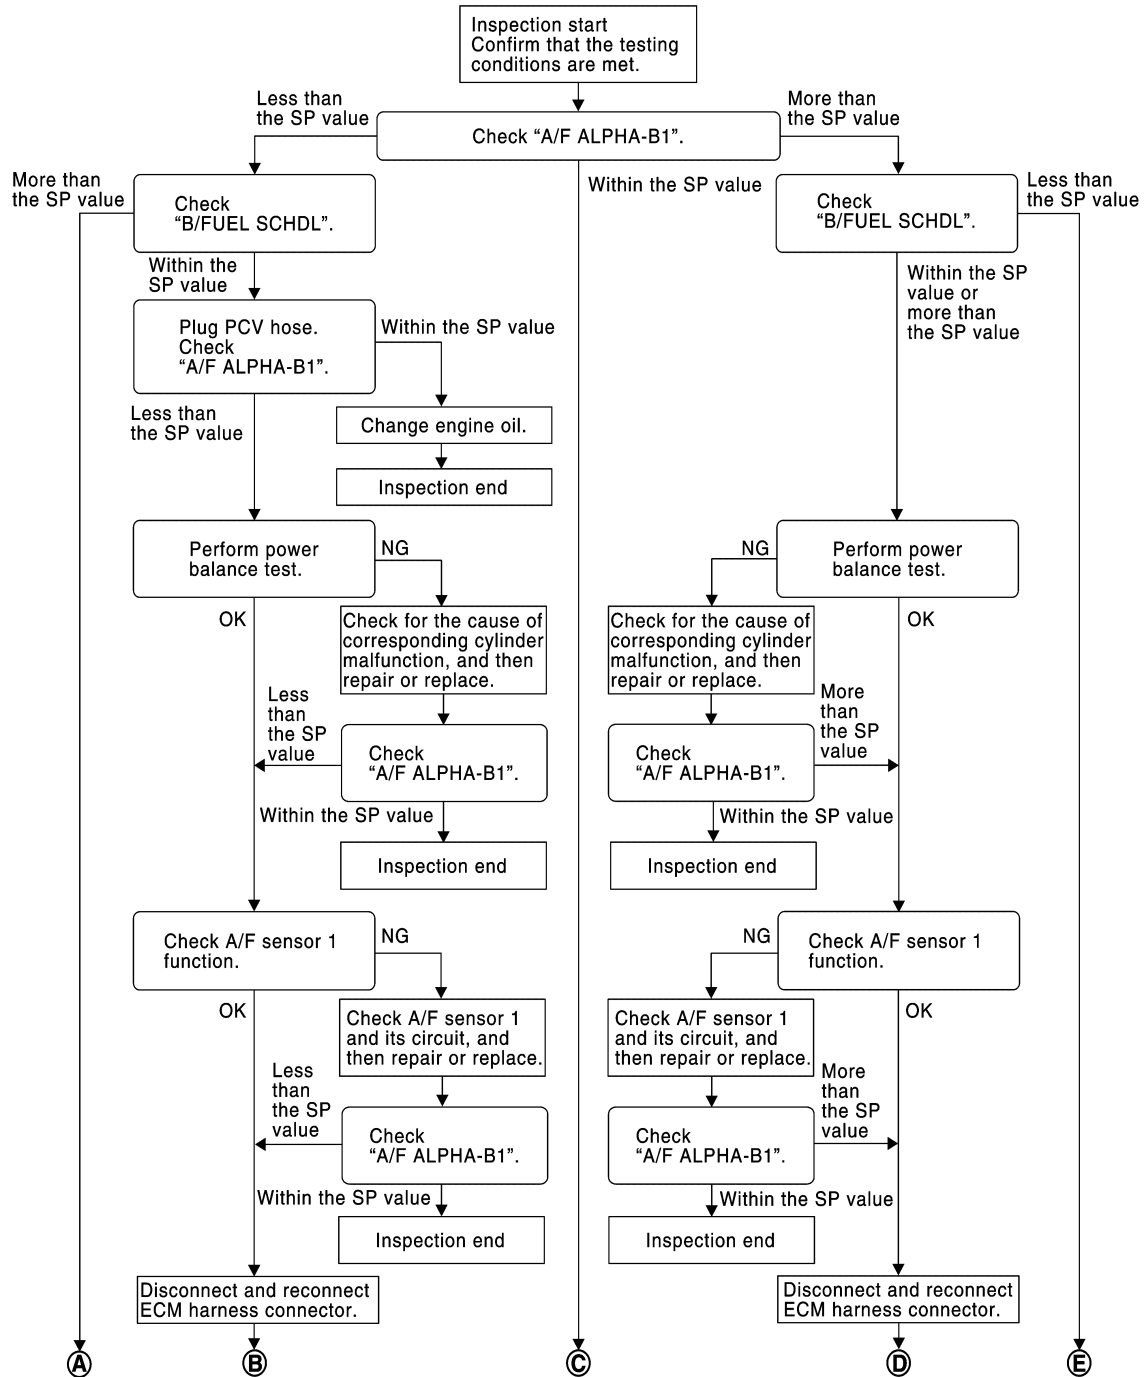 Inspection start
Confirm that the testing
conditions are met.
Less than
the SP value
More than
the SP value
Check “A/F ALPHA-B1”.
More than
the SP value
Check
“B/FUEL SCHDL”.
Within the SP value
Check
“B/FUEL SCHDL”.
Less than
the SP value
Within the
SP value
Within the SP
value or
more than
the SP value
Plug PCV hose.
Check
“A/F ALPHA-B1”.
Within the SP value
Less than
the SP value
Change engine oil.
Inspection end
Perform power
balance test.
NG
NG
Perform power
balance test.
OK
Check for the cause of
corresponding cylinder
malfunction, and then
repair or replace.
Check for the cause of
corresponding cylinder
malfunction, and then
repair or replace.
OK
Less
than
the SP
value
Check
“A/F ALPHA-B1”.
Check
“A/F ALPHA-B1”.
More
than
the SP
value
Within the SP value
Within the SP value
Inspection end
Inspection end
Check A/F sensor 1
function.
NG
NG
Check A/F sensor 1
function.
OK
Check A/F sensor 1
and its circuit, and
then repair or replace.
Check A/F sensor 1
and its circuit, and
then repair or replace.
OK
Less
than
the SP
value
Check
“A/F ALPHA-B1”.
Check
“A/F ALPHA-B1”.
More
than
the SP
value
Within the SP value
Within the SP value
Inspection end
Inspection end
Disconnect and reconnect
ECM harness connector.
Disconnect and reconnect
ECM harness connector.
A
B
C
D
E